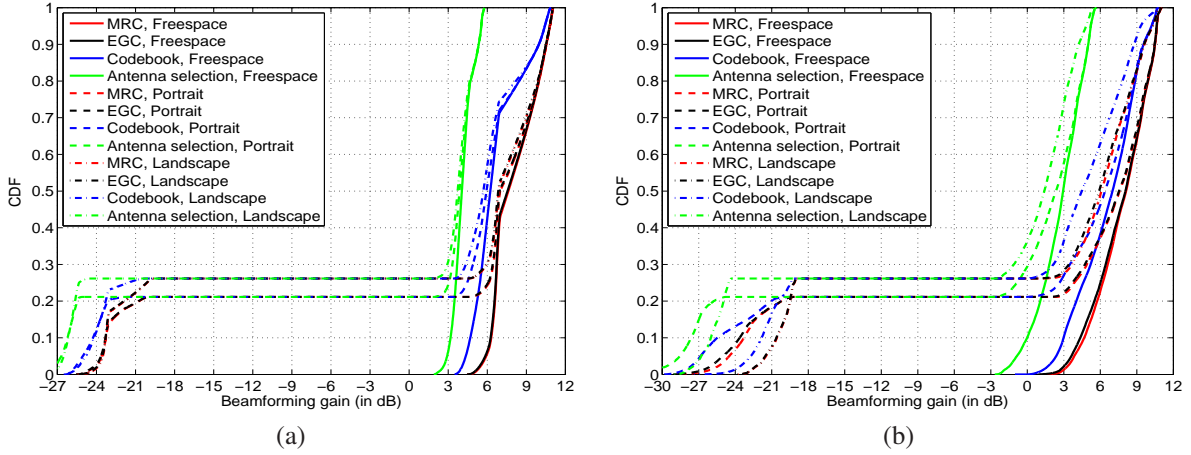 MRC, Freespace
EGC, Freespace
Codebook, Freespace
Antenna selection, Freespace
MRC, Portrait
EGC, Portrait
Codebook, Portrait
Antenna selection, Portrait
MRC, Landscape
EGC, Landscape
Codebook, Landscape
Antenna selection, Landscape
CDF
1
0.9
0.8
0.7
0.6
0.5
0.4
0.3
0.2
0.1
0
−27 −24 −21 −18 −15 −12 −9 −6 −3 0 3 6 9 12
Beamforming gain (in dB)
(a)
MRC, Freespace
EGC, Freespace
Codebook, Freespace
Antenna selection, Freespace
MRC, Portrait
EGC, Portrait
Codebook, Portrait
Antenna selection, Portrait
MRC, Landscape
EGC, Landscape
Codebook, Landscape
Antenna selection, Landscape
CDF
1
0.9
0.8
0.7
0.6
0.5
0.4
0.3
0.2
0.1
0
−30 −27 −24 −21 −18 −15 −12 −9 −6 −3 0 3 6 9 12
Beamforming gain (in dB)
(b)